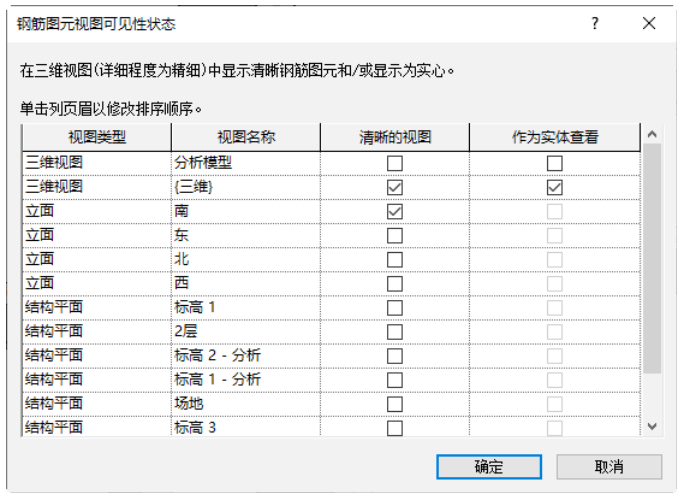 钢筋图元视图可见性状态
在三维视图(详细程度为精细)中显示清晰钢筋图元和/或显示为实心。
单击列页眉以修改排序顺序。
视图类型 视图名称 清晰的视图 作为实体查看
三维视图 分析模型
三维视图 {三维}
立面 南
立面 东
立面 北
立面 西
结构平面 标高 1
结构平面 2层
结构平面 标高 2 - 分析
结构平面 标高 1 - 分析
结构平面 场地
结构平面 标高 3
确定 取消